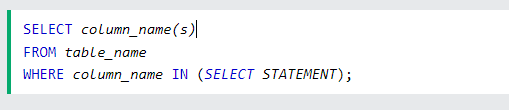 SELECT column_name(s)
FROM table_name
WHERE column_name IN (SELECT STATEMENT);